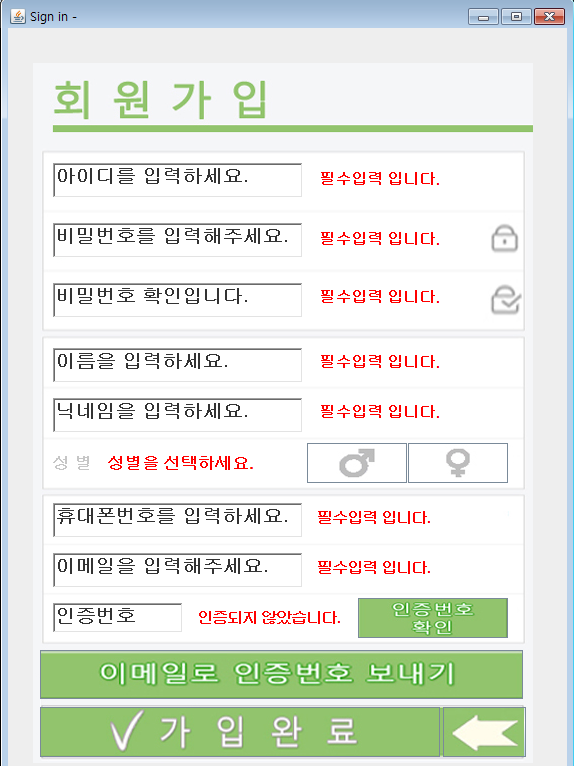 Sign in -
회 원 가 입
아이디를 입력하세요. 필수입력 입니다.
비밀번호를 입력해주세요. 필수입력 입니다.
비밀번호 확인입니다. 필수입력 입니다.
이름을 입력하세요. 필수입력 입니다.
닉네임을 입력하세요. 필수입력 입니다.
성 별 성별을 선택하세요.
휴대폰번호를 입력하세요. 필수입력 입니다.
이메일을 입력해주세요. 필수입력 입니다.
인증번호 인증되지 않았습니다. 인증번호
확인
이메일로 인증번호 보내기
가 입 완 료